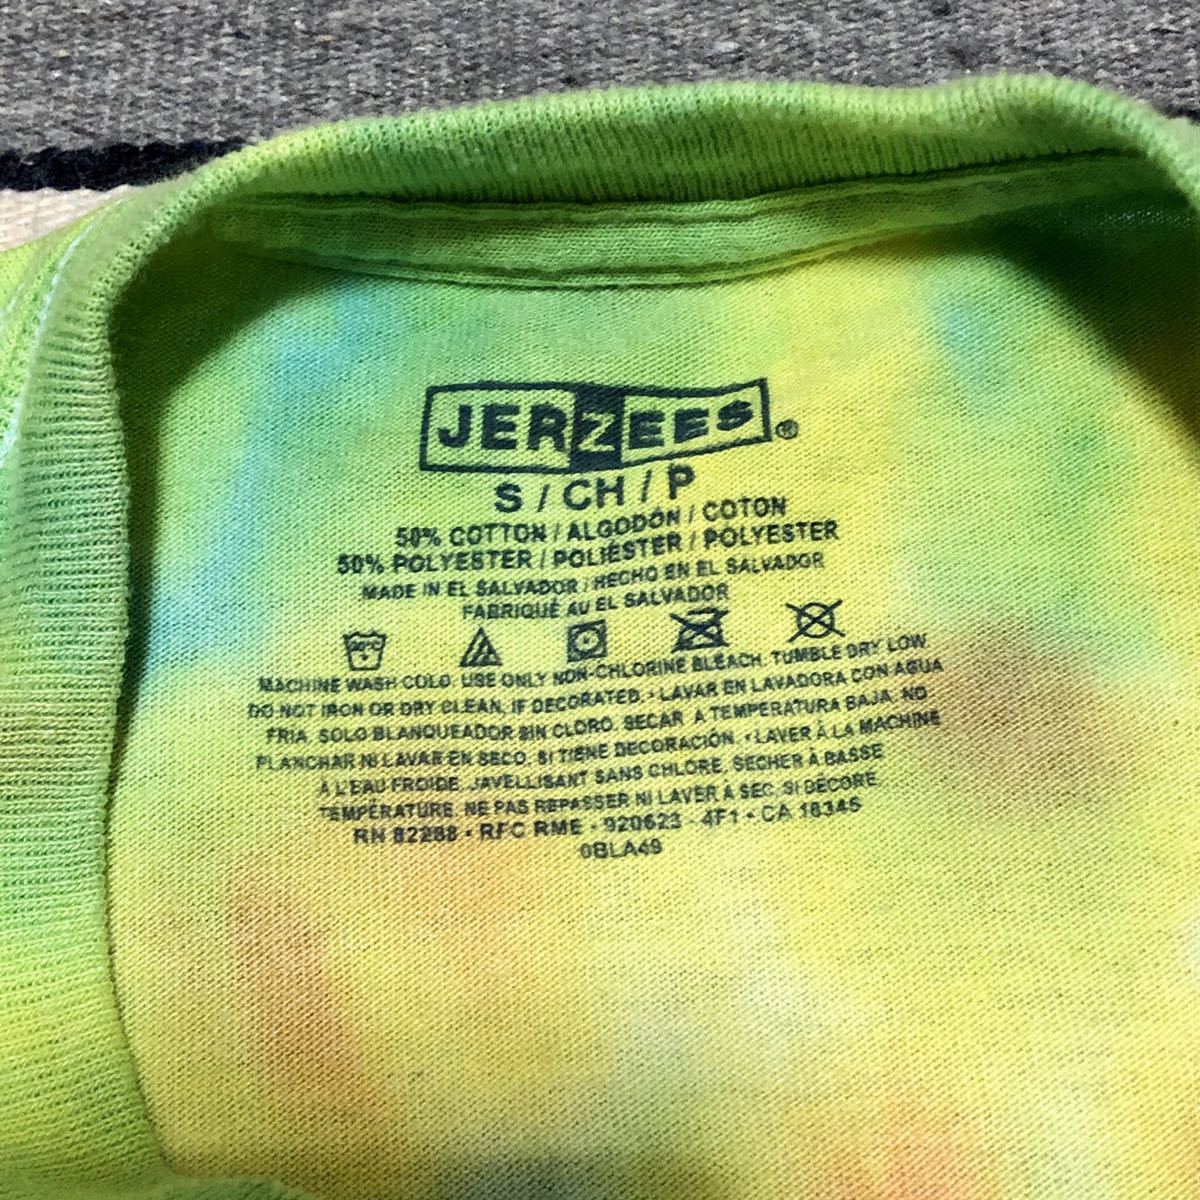 JERZEES®
S / CH / P
50% COTTON / ALGODÓN / COTON
50% POLYESTER / POLIÉSTER / POLYESTER
MADE IN EL SALVADOR / HECHO EN EL SALVADOR
FABRIQUÉ AU EL SALVADOR
30°C
MACHINE WASH COLD. USE ONLY NON-CHLORINE BLEACH. TUMBLE DRY LOW.
DO NOT IRON OR DRY CLEAN, IF DECORATED. • LAVAR EN LAVADORA CON AGUA
FRIA. SOLO BLANQUEADOR SIN CLORO. SECAR A TEMPERATURA BAJA. NO
PLANCHAR NI LAVAR EN SECO, SI TIENE DECORACIÓN. • LAVER À LA MACHINE
À L'EAU FROIDE. JAVELLISANT SANS CHLORE. SECHER À BASSE
TEMPÉRATURE. NE PAS REPASSER NI LAVER A SEC, SI DÉCORE.
RN 82288 • RFC RME - 920623 - 4F1 • CA 18346
0BLA49